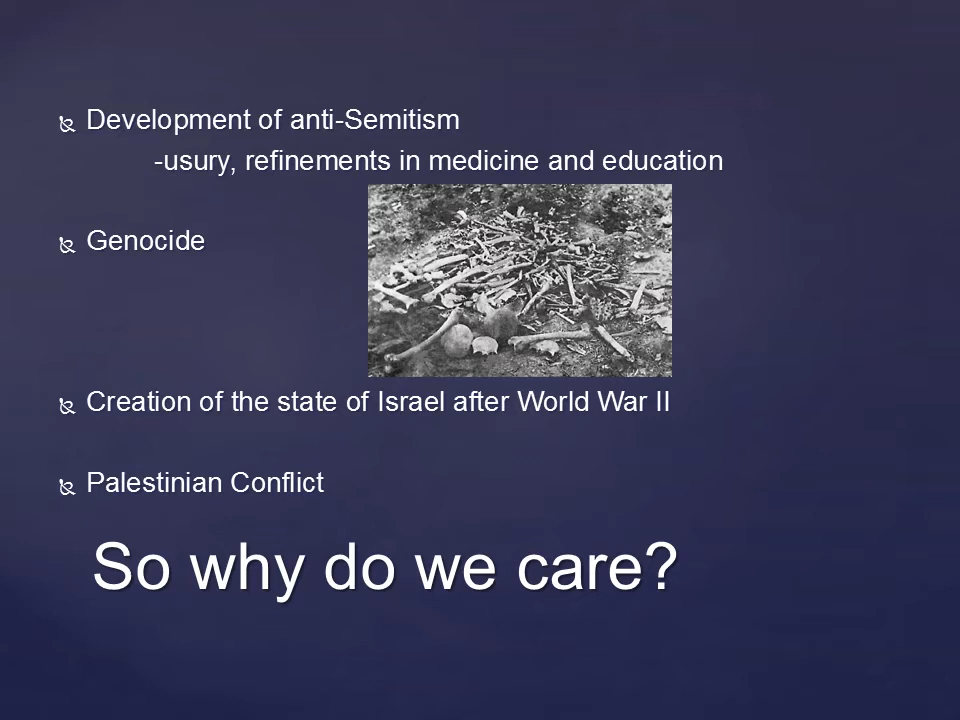 Development of anti-Semitism
-usury, refinements in medicine and education
Genocide
Creation of the state of Israel after World War II
Palestinian Conflict
So why do we care?